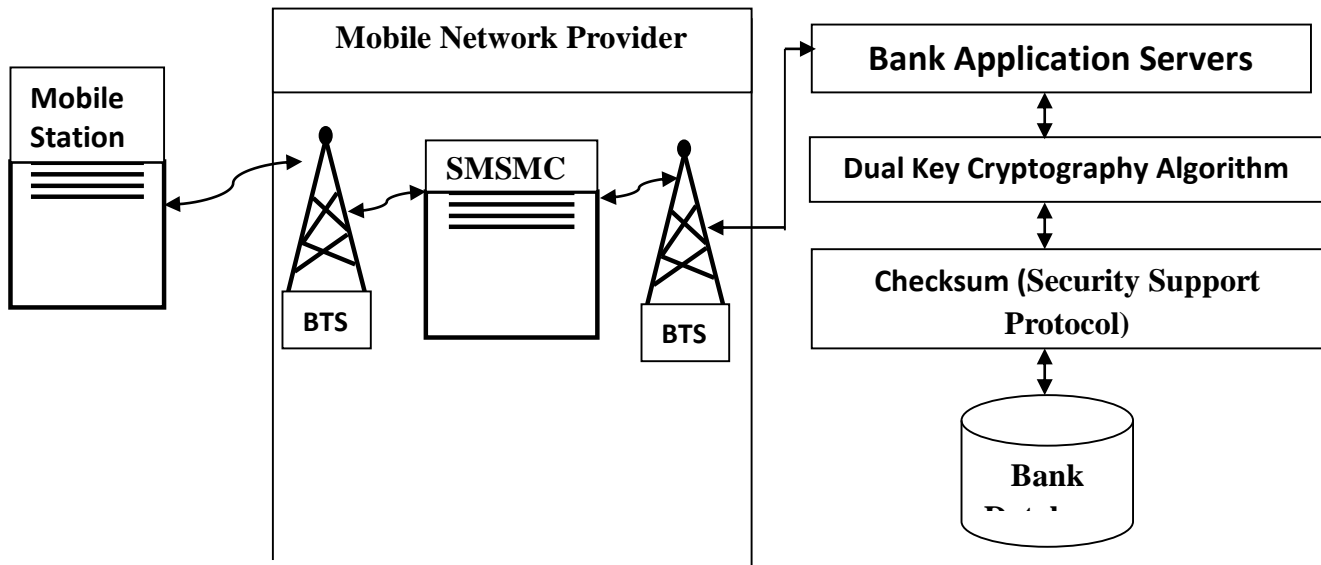 Mobile Network Provider
Mobile
Station
SMSMC
BTS
BTS
Bank Application Servers
Dual Key Cryptography Algorithm
Checksum (Security Support
Protocol)
Bank